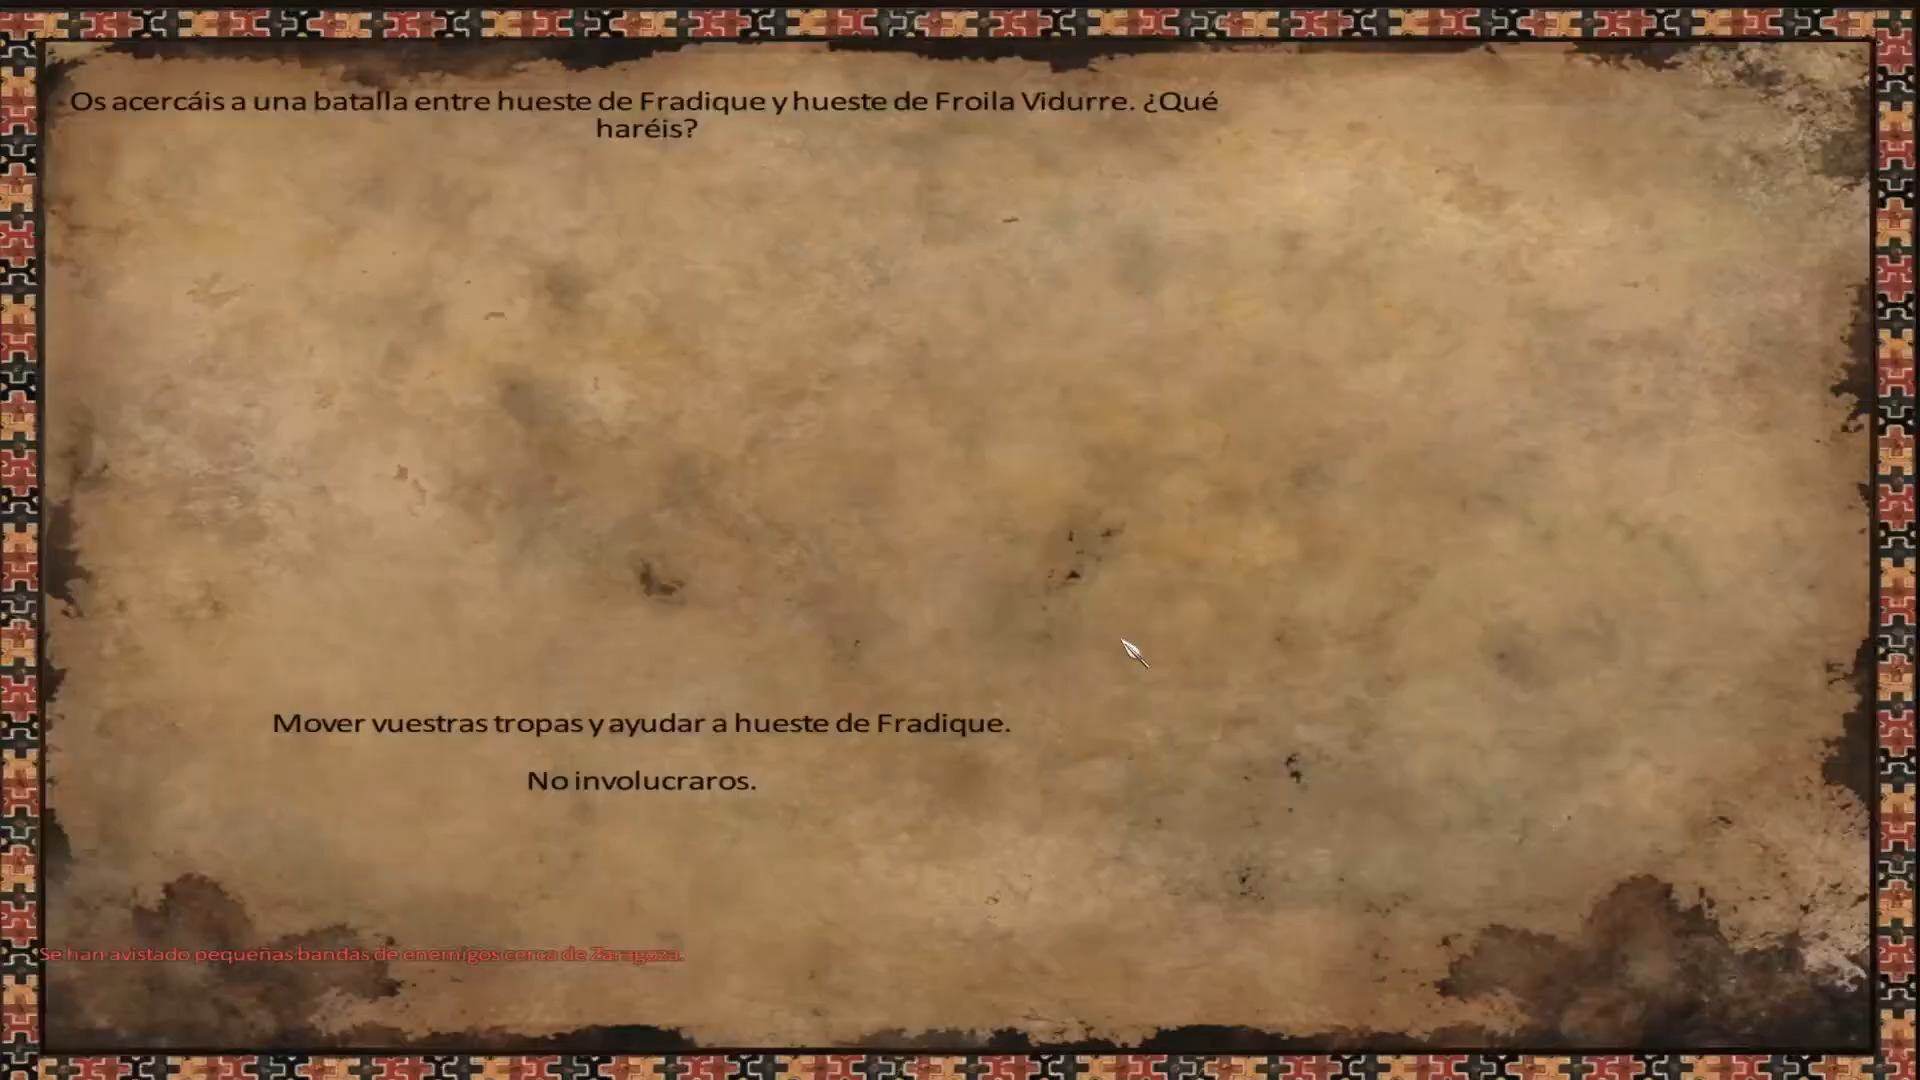 Os acercáis a una batalla entre hueste de Fradique y hueste de Froila Vidurre. ¿Qué
haréis?
Mover vuestras tropas y ayudar a hueste de Fradique.
No involucraros.
Se han avistado pequeñas bandas de enemigos cerca de Zaragoza.